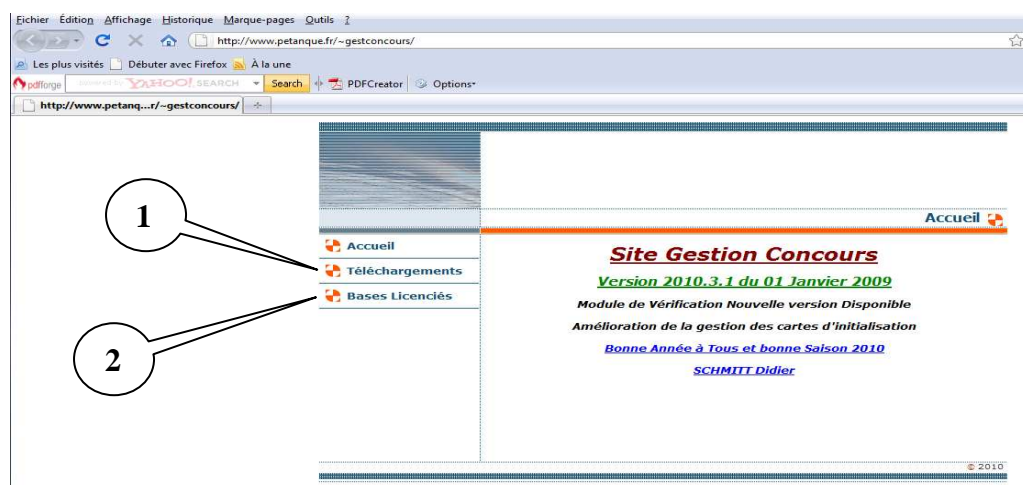 Fichier Édition Affichage Historique Marque-pages Outils ?
http://www.petanque.fr/~gestconcours/
Les plus visités Débuter avec Firefox À la une
pdfforge powered by YAHOO! SEARCH Search PDFCreator Options
http://www.petanq...r/~gestconcours/
Accueil
1
Accueil
Téléchargements
Bases Licenciés
2
Site Gestion Concours
Version 2010.3.1 du 01 Janvier 2009
Module de Vérification Nouvelle version Disponible
Amélioration de la gestion des cartes d'initialisation
Bonne Année à Tous et bonne Saison 2010
SCHMITT Didier
© 2010